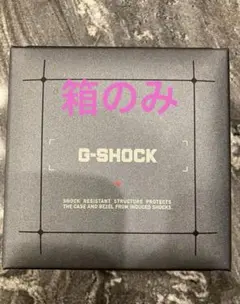 箱のみ
G-SHOCK
SHOCK RESISTANT STRUCTURE PROTECTS
THE CASE AND BEZEL FROM INDUCED SHOCKS